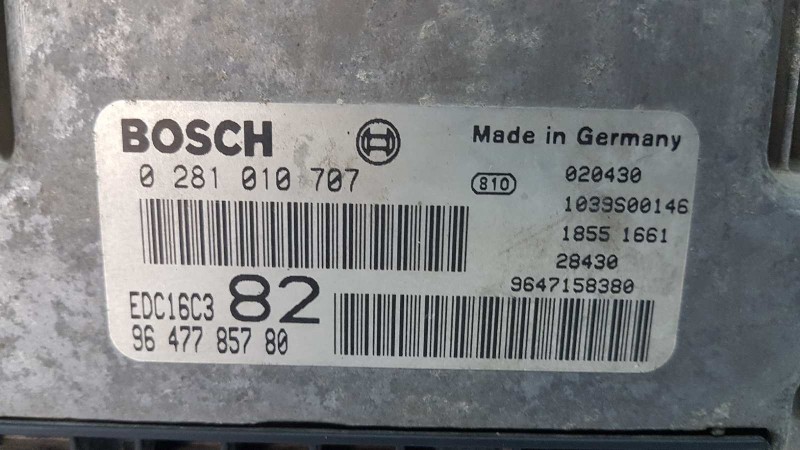 BOSCH
Made in Germany
0 281 010 707
810
020430
1039S00146
1855 1661
28430
9647158380
EDC16C3 82
96 477 857 80